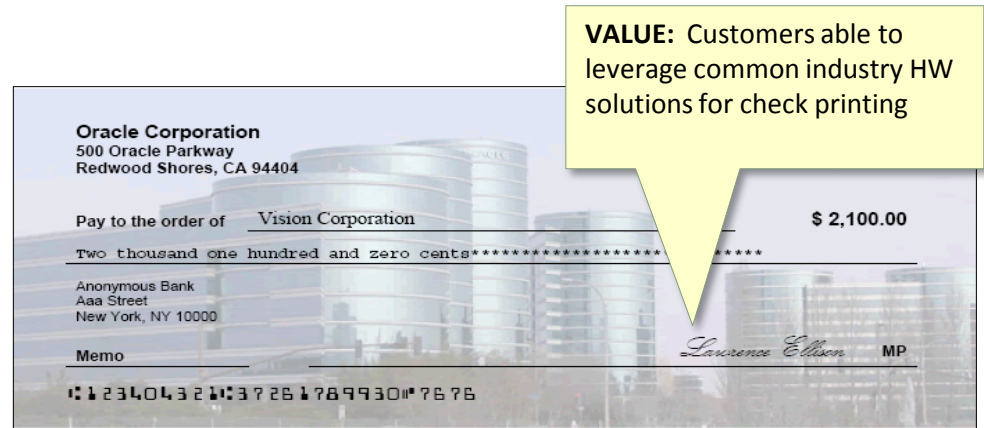 VALUE: Customers able to
leverage common industry HW
solutions for check printing
Oracle Corporation
500 Oracle Parkway
Redwood Shores, CA 94404
Pay to the order of Vision Corporation $ 2,100.00
Two thousand one hundred and zero cents******************************
Anonymous Bank
Aaa Street
New York, NY 10000
Lawrence Ellison MP
Memo
⑆123404321⑆37261789930⑈7676